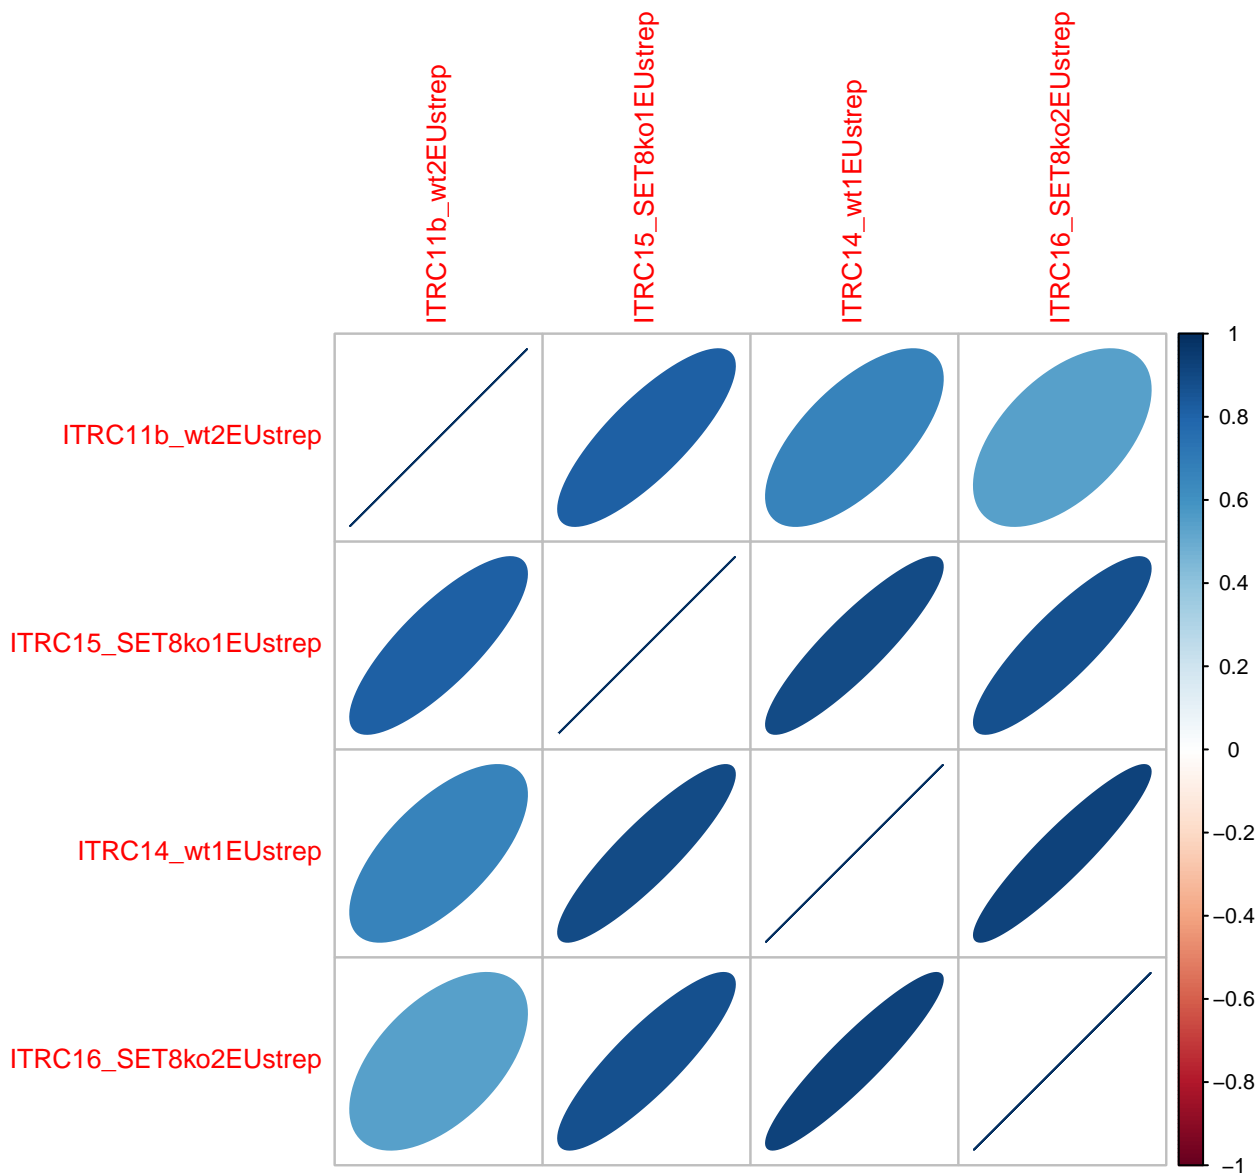 ITRC11b_wt2EUstrep
ITRC15_SET8ko1EUstrep
ITRC14_wt1EUstrep
ITRC16_SET8ko2EUstrep
ITRC11b_wt2EUstrep
ITRC15_SET8ko1EUstrep
ITRC14_wt1EUstrep
ITRC16_SET8ko2EUstrep
1
0.8
0.6
0.4
0.2
0
−0.2
−0.4
−0.6
−0.8
−1